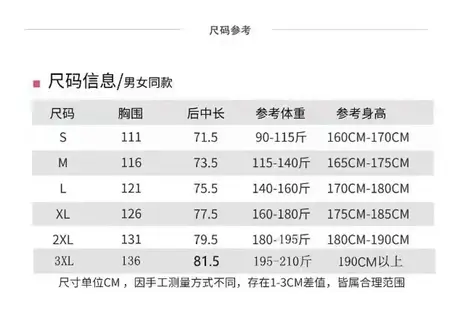 尺码参考
尺码信息/男女同款
尺码 胸围 后中长 参考体重 参考身高
S 111 71.5 90-115斤 160CM-170CM
M 116 73.5 115-140斤 165CM-175CM
L 121 75.5 140-160斤 170CM-180CM
XL 126 77.5 160-180斤 175CM-185CM
2XL 131 79.5 180-195斤 180CM-190CM
3XL 136 81.5 195-210斤 190CM以上
尺寸单位CM ，因手工测量方式不同，存在1-3CM差值，皆属合理范围